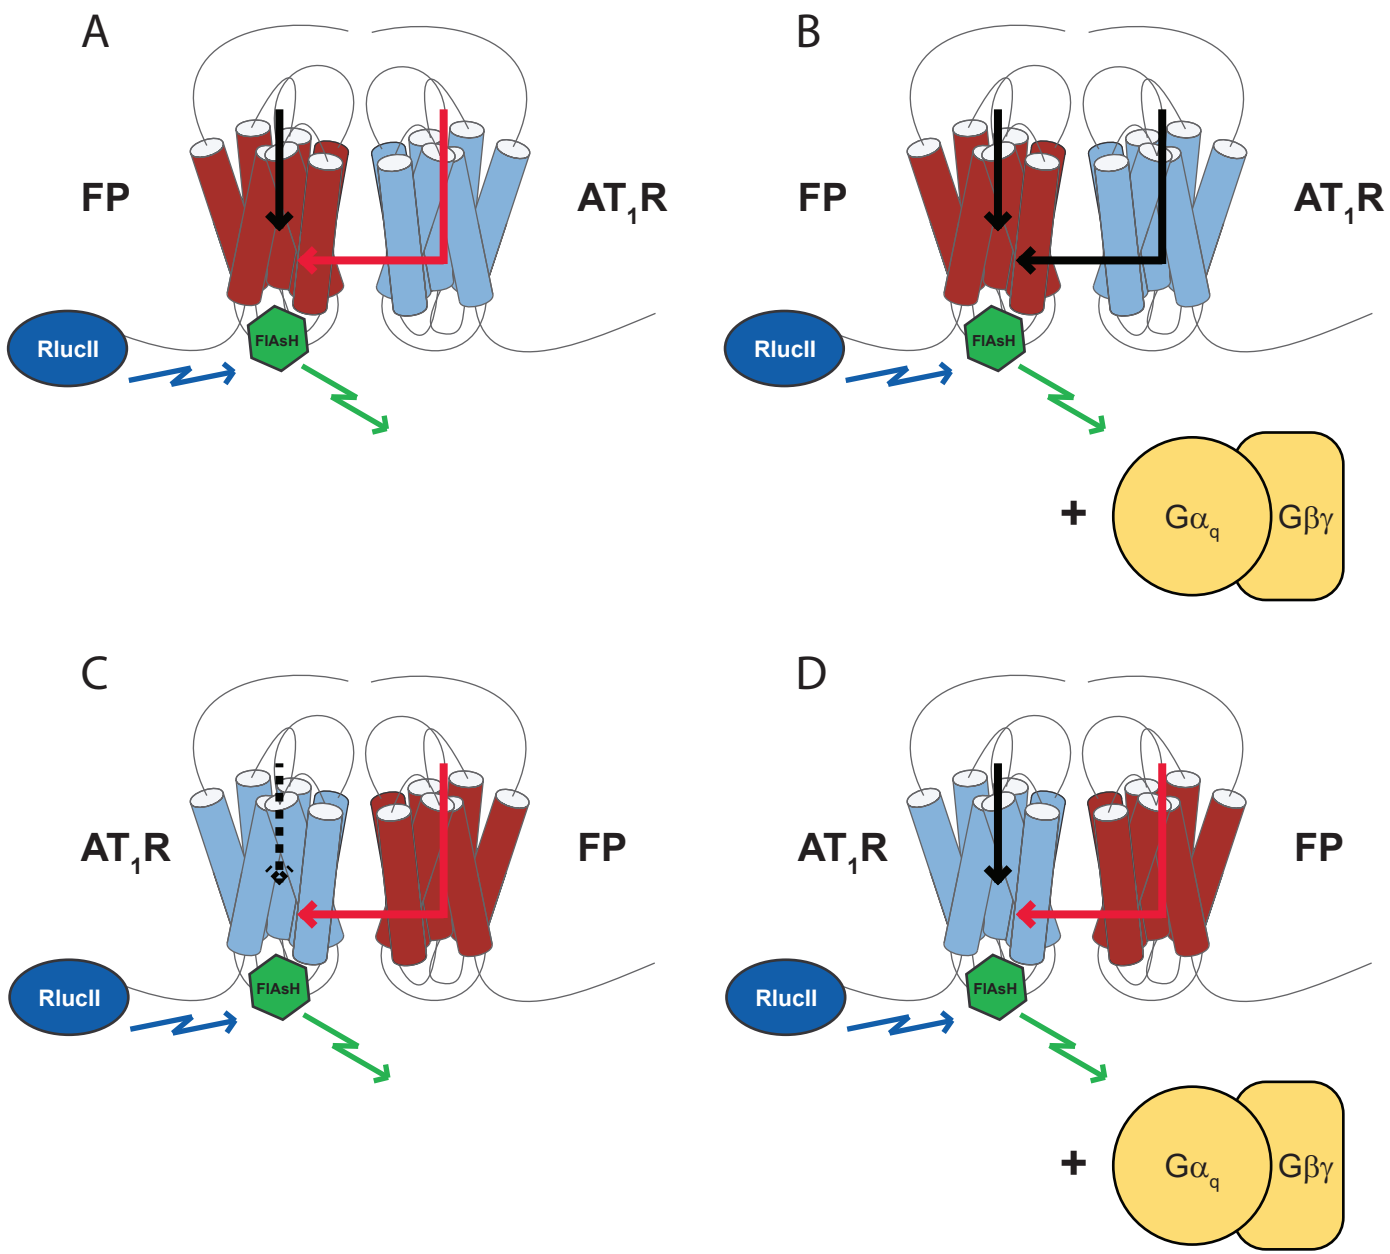 A
B
FP
AT₁R
FP
AT₁R
RlucII
FlAsH
RlucII
FlAsH
+
Gαq
Gβγ
C
D
AT₁R
FP
AT₁R
FP
RlucII
FlAsH
RlucII
FlAsH
+
Gαq
Gβγ